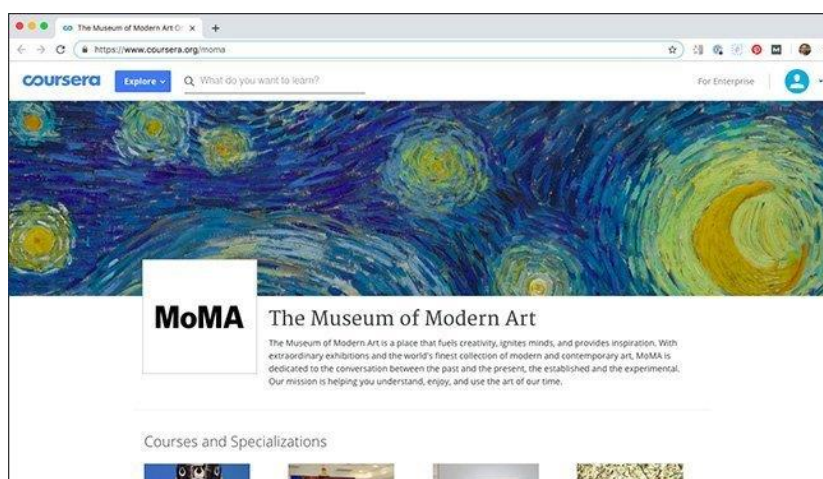 The Museum of Modern Art O
https://www.coursera.org/moma
coursera
Explore
What do you want to learn?
For Enterprise
MoMA
The Museum of Modern Art
The Museum of Modern Art is a place that fuels creativity, ignites minds, and provides inspiration. With
extraordinary exhibitions and the world's finest collection of modern and contemporary art, MoMA is
dedicated to the conversation between the past and the present, the established and the experimental.
Our mission is helping you understand, enjoy, and use the art of our time.
Courses and Specializations